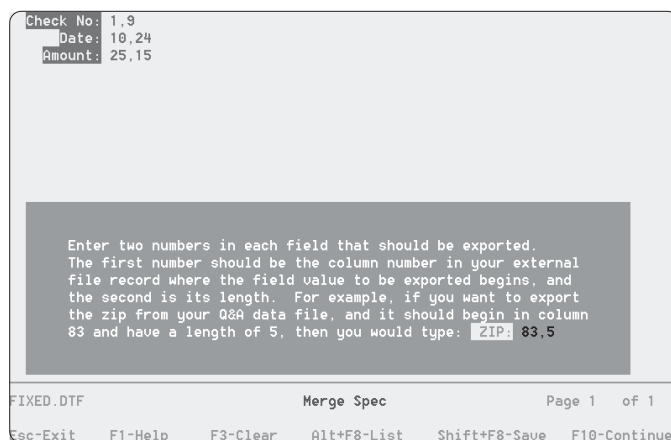 Check No: 1,9
Date: 10,24
Amount: 25,15
Enter two numbers in each field that should be exported.
The first number should be the column number in your external
file record where the field value to be exported begins, and
the second is its length. For example, if you want to export
the zip from your Q&A data file, and it should begin in column
83 and have a length of 5, then you would type: ZIP: 83,5
FIXED.DTF Merge Spec Page 1 of 1
Esc-Exit F1-Help F3-Clear Alt+F8-List Shift+F8-Save F10-Continue